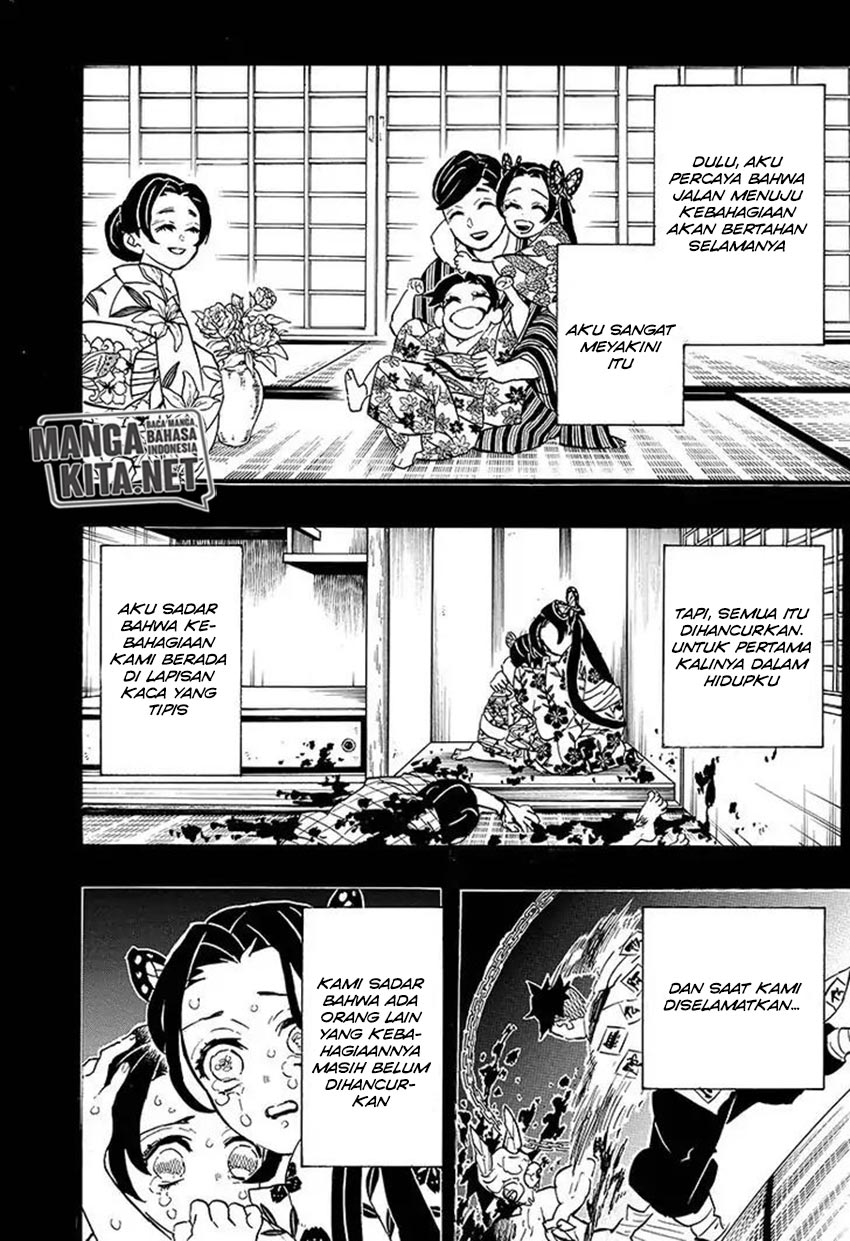 DULU, AKU
PERCAYA BAHWA
JALAN MENUJU
KEBAHAGIAAN
AKAN BERTAHAN
SELAMANYA
AKU SANGAT
MEYAKINI
ITU
MANGA
KITA.NET
BACA MANGA
BAHASA
INDONESIA
TAPI, SEMUA ITU
DIHANCURKAN.
UNTUK PERTAMA
KALINYA DALAM
HIDUPKU
AKU SADAR
BAHWA KE-
BAHAGIAAN
KAMI BERADA
DI LAPISAN
KACA YANG
TIPIS
DAN SAAT KAMI
DISELAMATKAN...
KAMI SADAR
BAHWA ADA
ORANG LAIN
YANG KEBA-
HAGIAANNYA
MASIH BELUM
DIHANCUR-
KAN